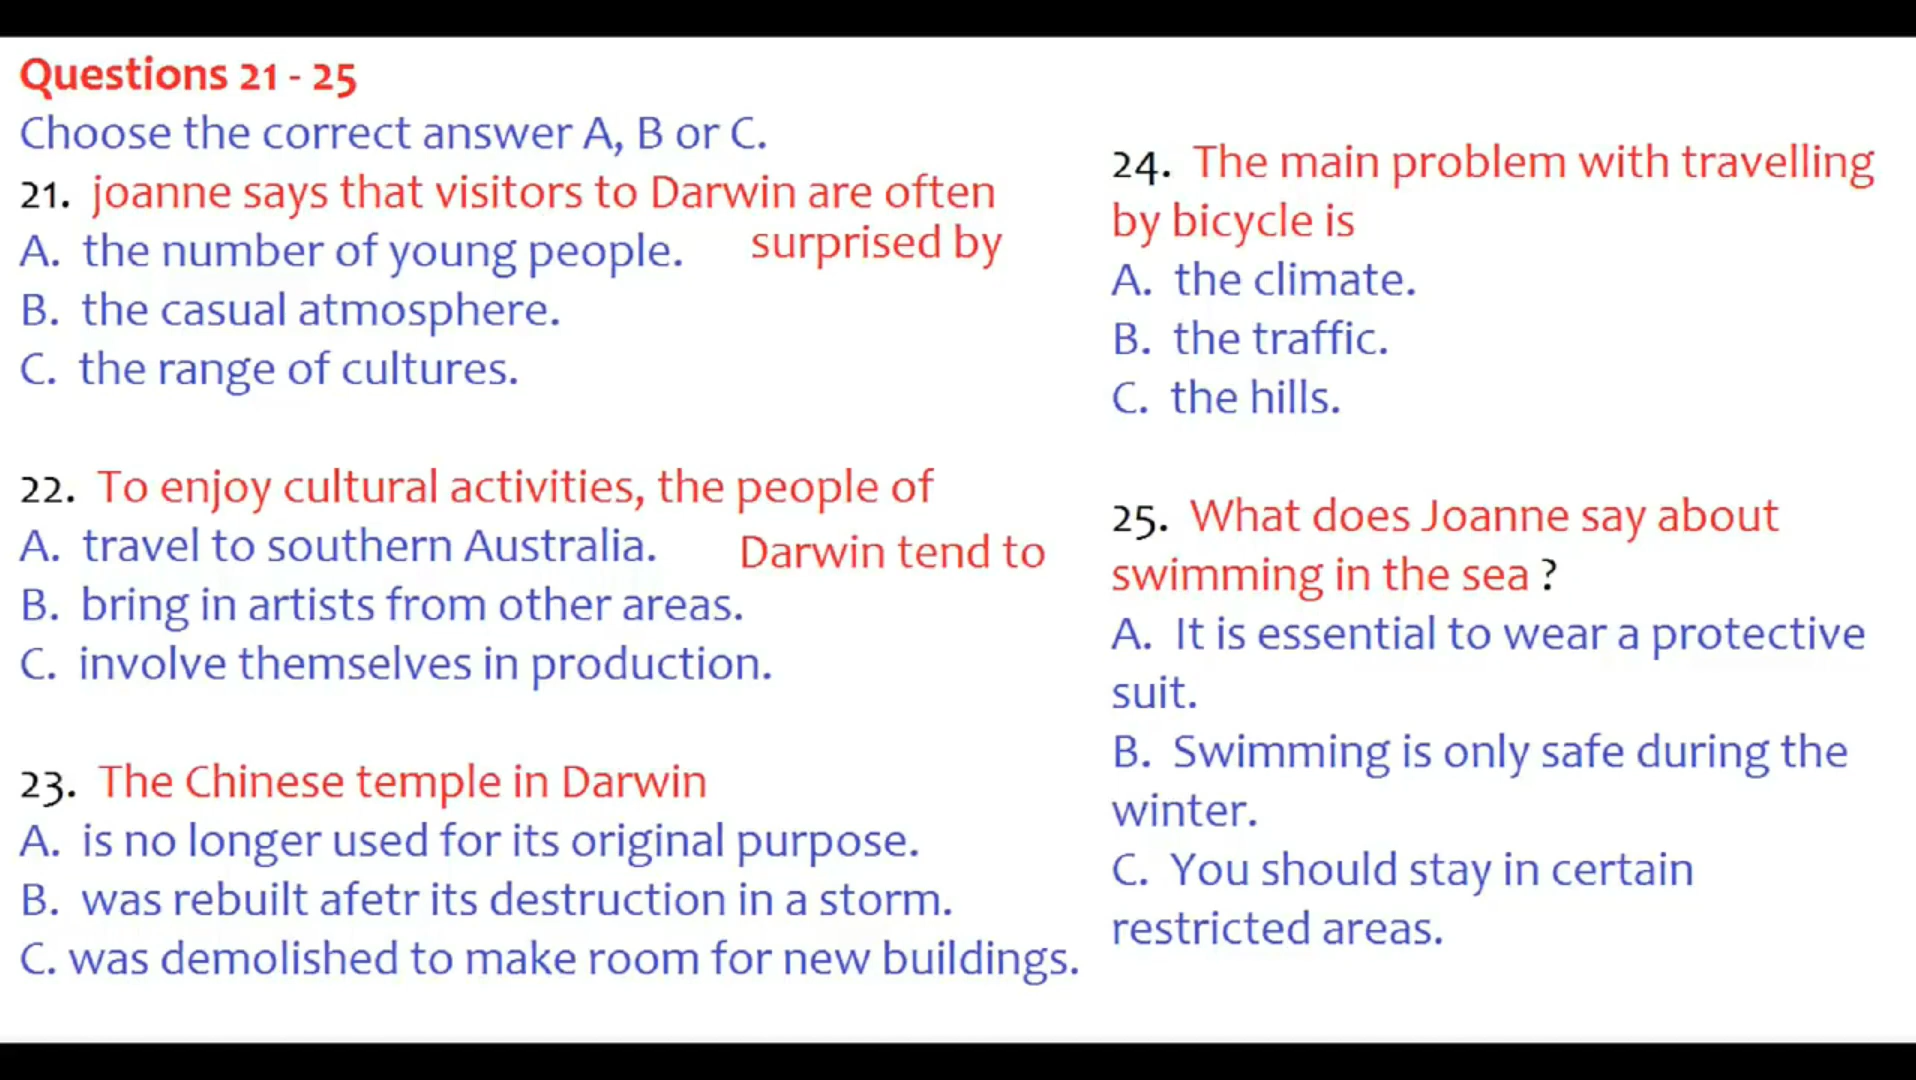 Questions 21 - 25
Choose the correct answer A, B or C.
21. joanne says that visitors to Darwin are often
surprised by
A. the number of young people.
B. the casual atmosphere.
C. the range of cultures.
22. To enjoy cultural activities, the people of
Darwin tend to
A. travel to southern Australia.
B. bring in artists from other areas.
C. involve themselves in production.
23. The Chinese temple in Darwin
A. is no longer used for its original purpose.
B. was rebuilt afetr its destruction in a storm.
C. was demolished to make room for new buildings.
24. The main problem with travelling
by bicycle is
A. the climate.
B. the traffic.
C. the hills.
25. What does Joanne say about
swimming in the sea ?
A. It is essential to wear a protective
suit.
B. Swimming is only safe during the
winter.
C. You should stay in certain
restricted areas.